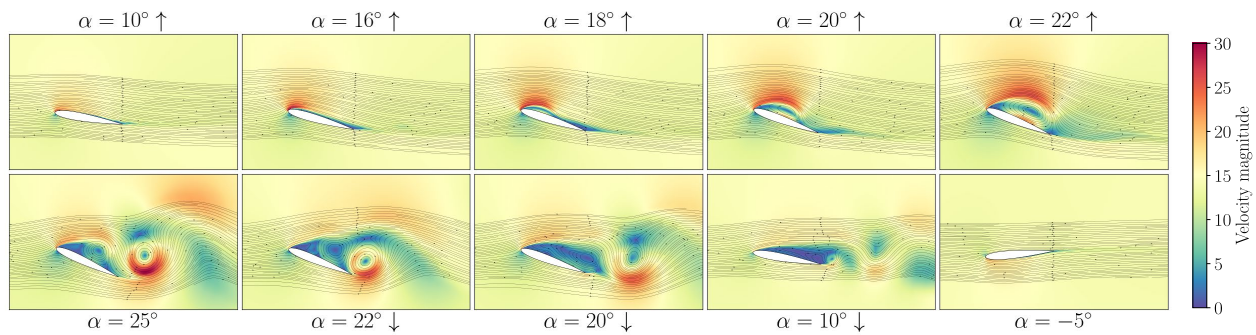 α = 10° ↑
α = 16° ↑
α = 18° ↑
α = 20° ↑
α = 22° ↑
α = 25°
α = 22° ↓
α = 20° ↓
α = 10° ↓
α = −5°
30
25
20
15
10
5
0
Velocity magnitude